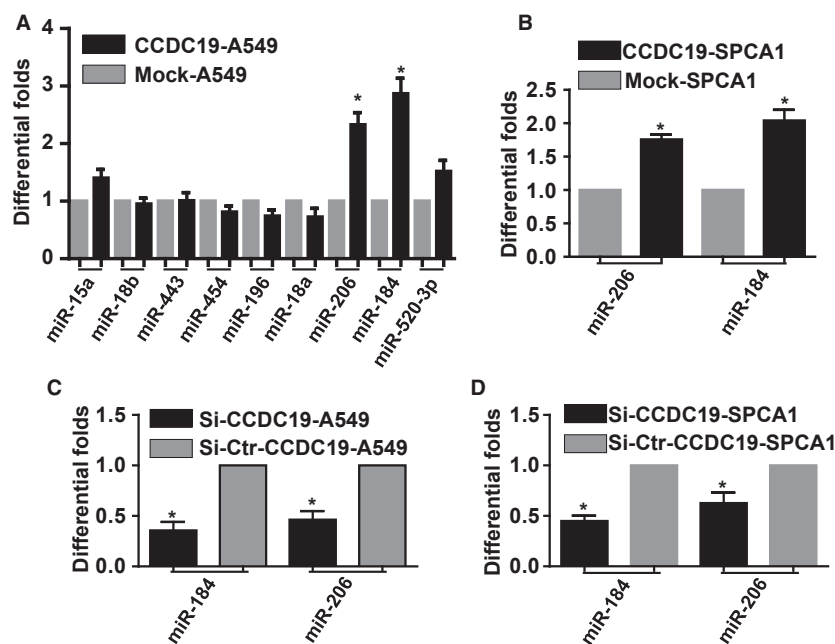 A
CCDC19-A549
Mock-A549
Differential folds
4
3
2
1
0
*
*
miR-15a
miR-18b
miR-443
miR-454
miR-196
miR-18a
miR-206
miR-184
miR-520-3p
B
CCDC19-SPCA1
Mock-SPCA1
Differential folds
2.5
2.0
1.5
1.0
0.5
0.0
*
*
miR-206
miR-184
C
Si-CCDC19-A549
Si-Ctr-CCDC19-A549
Differential folds
1.5
1.0
0.5
0.0
*
*
miR-184
miR-206
D
Si-CCDC19-SPCA1
Si-Ctr-CCDC19-SPCA1
Differential folds
1.5
1.0
0.5
0.0
*
*
miR-184
miR-206